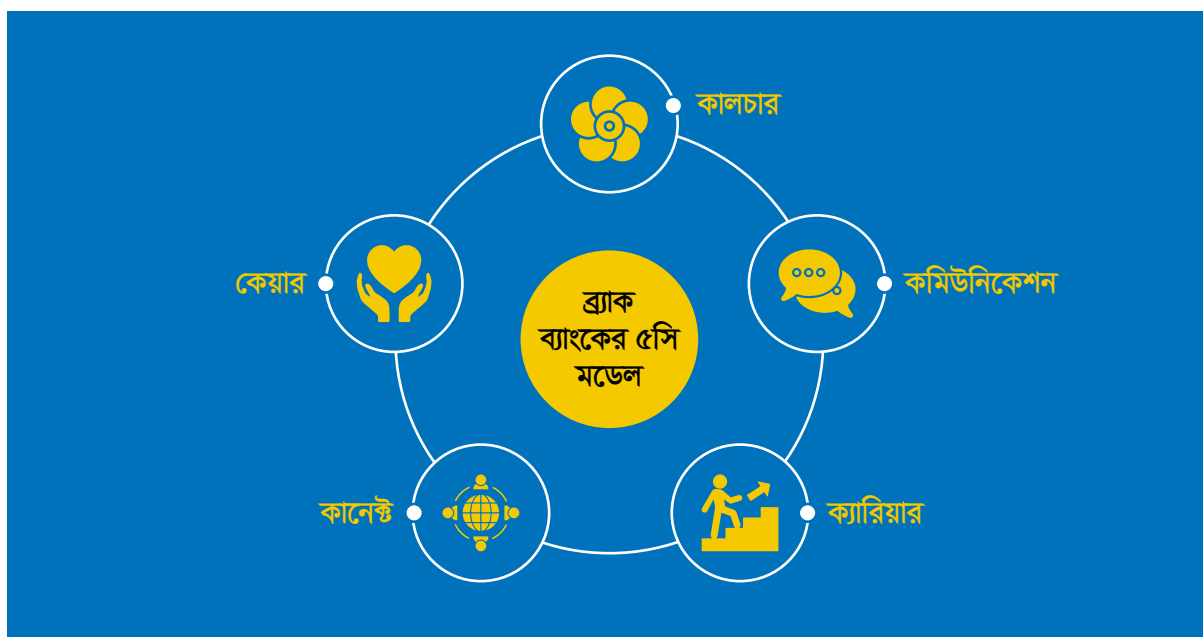 কালচার
কেয়ার
কমিউনিকেশন
ব্র্যাক
ব্যাংকের ৫সি
মডেল
কানেক্ট
ক্যারিয়ার